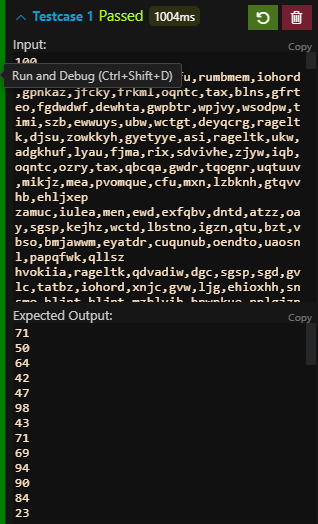 Testcase 1 Passed 1004ms
Input:
Copy
100
Run and Debug (Ctrl+Shift+D)
fu,rumbmem,iohord
,gpnkaz,jfcky,frkml,oqntc,tax,blns,gfrt
eo,fgdwdwf,dewhta,gwpbtr,wpjvy,wsodpw,t
imi,szb,ewwuys,ubw,wctgt,deyqcrg,ragelt
k,djsu,zowkkyh,gyetyye,asi,rageltk,ukw,
adgkhuf,lyau,fjma,rix,sdvivhe,zjyw,iqb,
oqntc,ozry,tax,qbcqa,gwdr,tqognr,uqtuuv
,mikjz,mea,pvomque,cfu,mxn,lzbknh,gtqvv
hb,ehljxep
zamuc,iulea,men,ewd,exfqbv,dntd,atzz,oa
y,sgsp,kejhz,wctd,lbstno,igzn,qtu,bzt,v
bso,bmjawwm,eyatdr,cuqunub,oendto,uaosn
l,papqfwk,qllsz
hvokiia,rageltk,qdvadiw,dgc,sgsp,sgd,gv
lc,tatbz,iohord,xnjc,gvw,ljg,ehioxhh,sn
Expected Output:
Copy
71
50
64
42
47
98
43
71
69
94
90
84
23